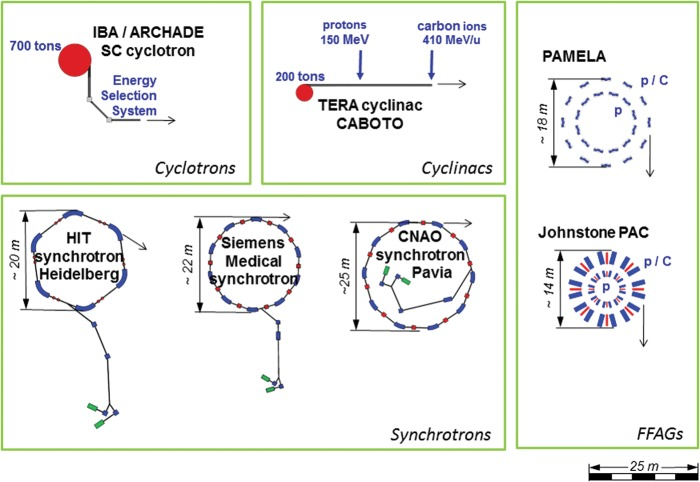 IBA / ARCHADE
SC cyclotron
700 tons
Energy
Selection
System
Cyclotrons
protons
150 MeV
carbon ions
410 MeV/u
200 tons
TERA cyclinac
CABOTO
Cyclinacs
PAMELA
p / C
p
~ 18 m
Johnstone PAC
p / C
p
~ 14 m
FFAGs
HIT
synchrotron
Heidelberg
~ 20 m
Siemens
Medical
synchrotron
~ 22 m
CNAO
synchrotron
Pavia
~25 m
Synchrotrons
25 m